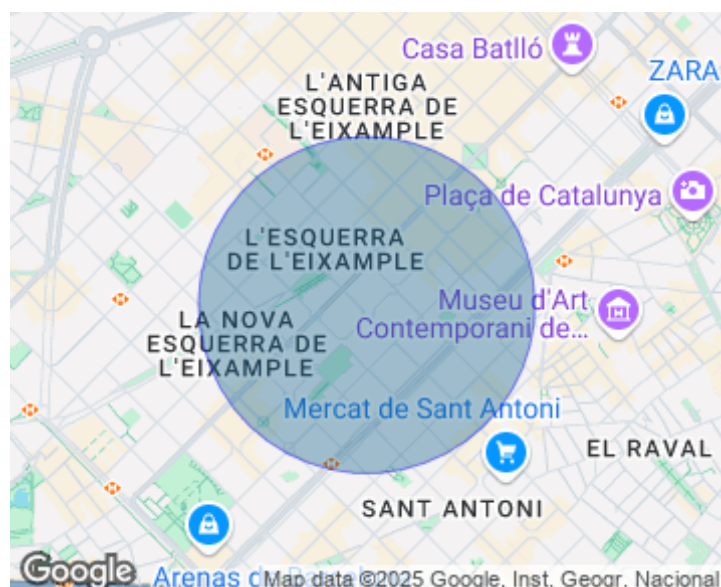 Casa Batlló
L'ANTIGA
ESQUERRA DE
L'EIXAMPLE
ZARA
Plaça de Catalunya
L'ESQUERRA
DE L'EIXAMPLE
Museu d'Art
Contemporani de...
LA NOVA
ESQUERRA DE
L'EIXAMPLE
Mercat de Sant Antoni
EL RAVAL
SANT ANTONI
Google
Arenas d
Map data ©2025 Google, Inst. Geogr. Nacional